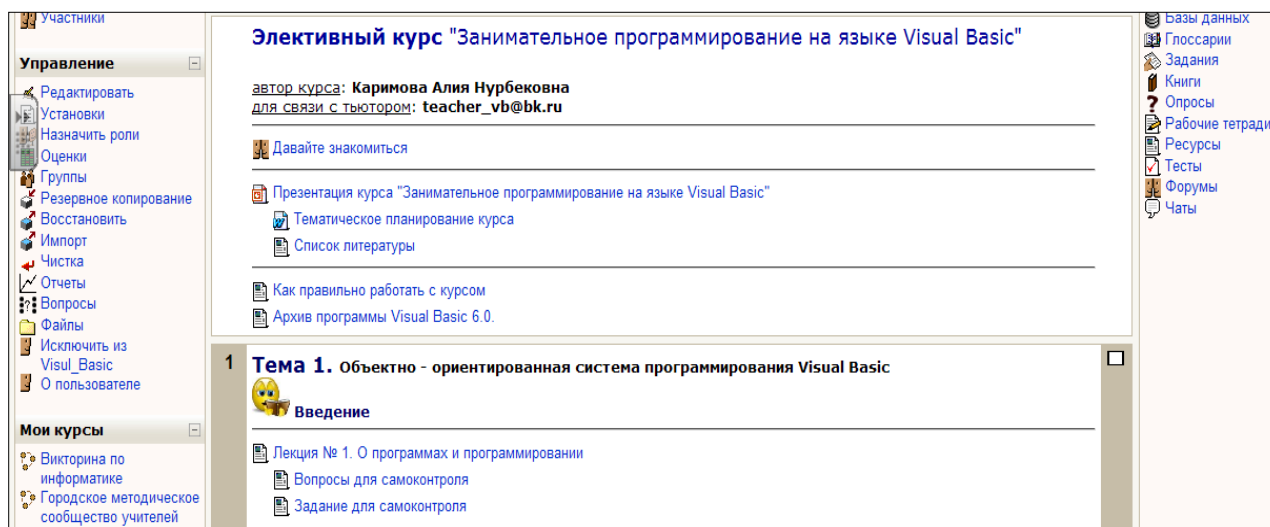 Участники
Управление
Редактировать
Установки
Назначить роли
Оценки
Группы
Резервное копирование
Восстановить
Импорт
Чистка
Отчеты
Вопросы
Файлы
Исключить из
Visul_Basic
О пользователе
Мои курсы
Викторина по
информатике
Городское методическое
сообщество учителей
Элективный курс "Занимательное программирование на языке Visual Basic"
автор курса: Каримова Алия Нурбековна
для связи с тьютором: teacher_vb@bk.ru
Давайте знакомиться
Презентация курса "Занимательное программирование на языке Visual Basic"
Тематическое планирование курса
Список литературы
Как правильно работать с курсом
Архив программы Visual Basic 6.0.
1 Тема 1. Объектно - ориентированная система программирования Visual Basic
Введение
Лекция № 1. О программах и программировании
Вопросы для самоконтроля
Задание для самоконтроля
Базы данных
Глоссарии
Задания
Книги
Опросы
Рабочие тетради
Ресурсы
Тесты
Форумы
Чаты